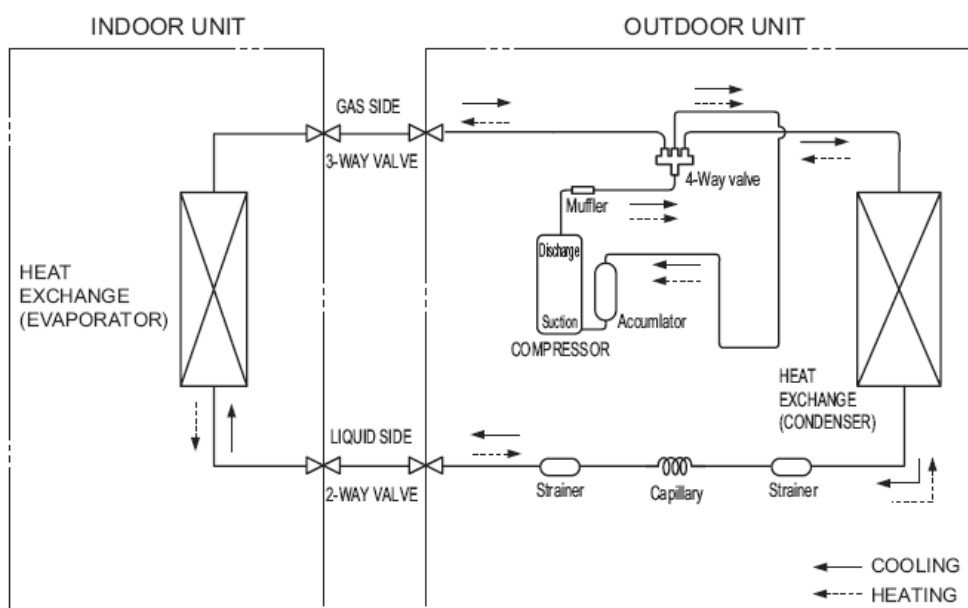 INDOOR UNIT
OUTDOOR UNIT
GAS SIDE
3-WAY VALVE
4-Way valve
Muffler
Discharge
HEAT
EXCHANGE
(EVAPORATOR)
Suction
Accumlator
COMPRESSOR
HEAT
EXCHANGE
(CONDENSER)
LIQUID SIDE
2-WAY VALVE
Strainer
Capillary
Strainer
COOLING
HEATING